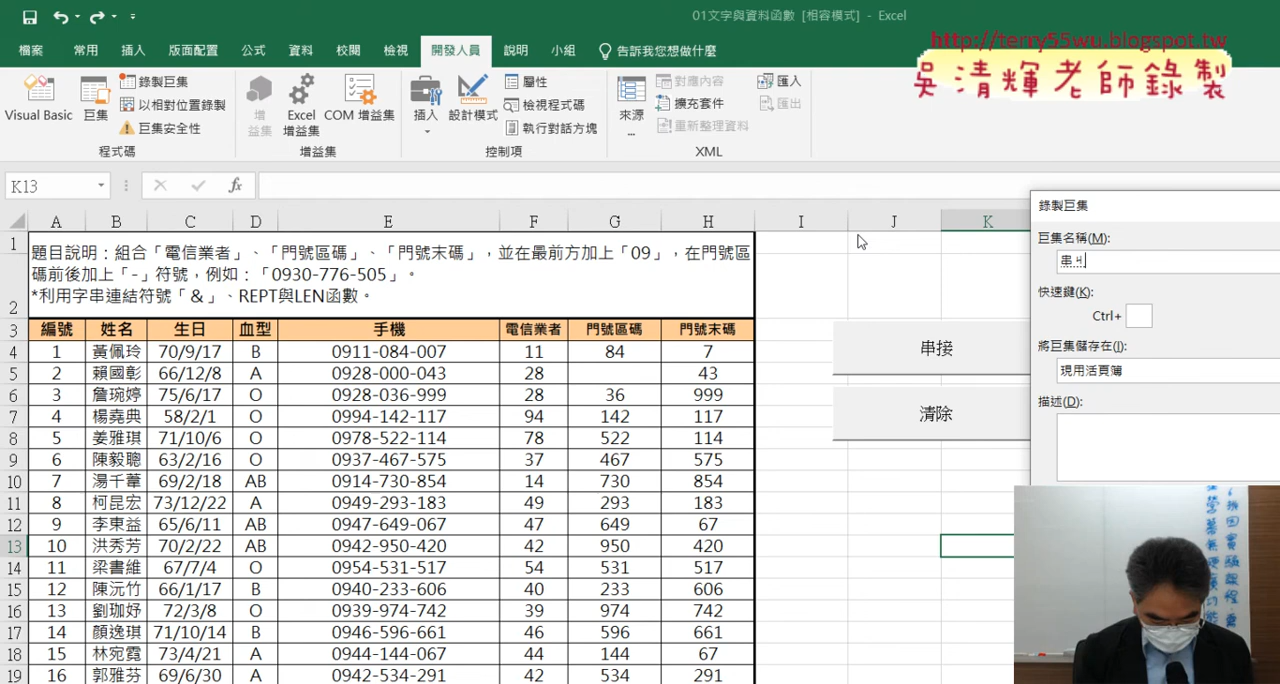 01文字與資料函數 [相容模式] - Excel
檔案 常用 插入 版面配置 公式 資料 校閱 檢視 開發人員 說明 小組 告訴我您想做什麼
http://terry55wu.blogspot.tw
吳清輝老師錄製
Visual Basic 巨集 錄製巨集 以相對位置錄製 巨集安全性 程式碼
增益集 Excel 增益集 COM 增益集 增益集
插入 設計模式 屬性 檢視程式碼 執行對話方塊 控制項
來源 ... 對應內容 擴充套件 重新整理資料 匯入 匯出 XML
K13 fx
A B C D E F G H I J K
1 題目說明：組合「電信業者」、「門號區碼」、「門號末碼」，並在最前方加上「09」，在門號區
碼前後加上「-」符號，例如：「0930-776-505」。
2 *利用字串連結符號「&」、REPT與LEN函數。
3 編號 姓名 生日 血型 手機 電信業者 門號區碼 門號末碼
4 1 黃佩玲 70/9/17 B 0911-084-007 11 84 7
5 2 賴國彰 66/12/8 A 0928-000-043 28 43
6 3 詹琬婷 75/6/17 O 0928-036-999 28 36 999
7 4 楊堯典 58/2/1 O 0994-142-117 94 142 117
8 5 姜雅琪 71/10/6 O 0978-522-114 78 522 114
9 6 陳毅聰 63/2/16 O 0937-467-575 37 467 575
10 7 湯千葦 69/2/18 AB 0914-730-854 14 730 854
11 8 柯昆宏 73/12/22 A 0949-293-183 49 293 183
12 9 李東益 65/6/11 AB 0947-649-067 47 649 67
13 10 洪秀芳 70/2/22 AB 0942-950-420 42 950 420
14 11 梁書維 67/7/4 O 0954-531-517 54 531 517
15 12 陳沅竹 66/1/17 B 0940-233-606 40 233 606
16 13 劉珈妤 72/3/8 O 0939-974-742 39 974 742
17 14 顏逸琪 71/10/14 B 0946-596-661 46 596 661
18 15 林宛霓 73/4/21 A 0944-144-067 44 144 67
19 16 郭雅芬 69/6/30 A 0942-534-291 42 534 291
串接
清除
錄製巨集
巨集名稱(M):
串ㄐ
快速鍵(K):
Ctrl+
將巨集儲存在(I):
現用活頁簿
描述(D):